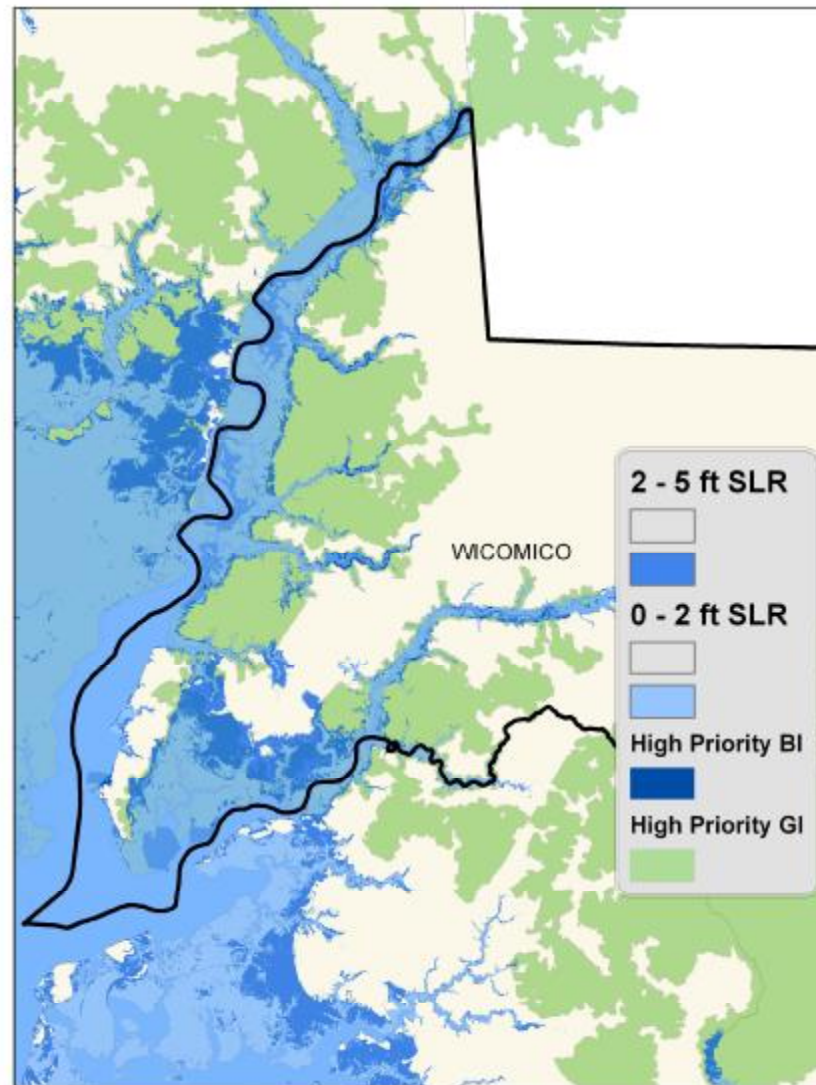 WICOMICO
2 - 5 ft SLR
0 - 2 ft SLR
High Priority BI
High Priority GI